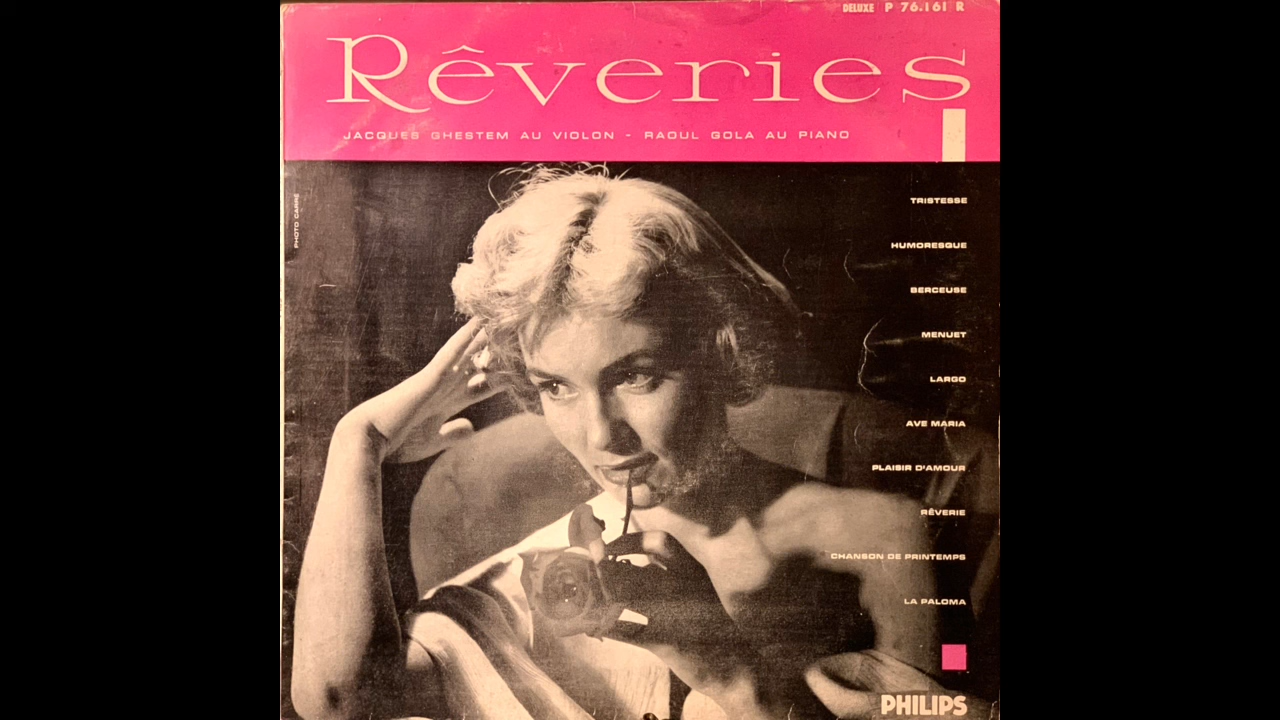 DELUXE P 76.161 R
Rêveries
JACQUES GHESTEM AU VIOLON - RAOUL GOLA AU PIANO
PHOTO CARRÉ
TRISTESSE
HUMORESQUE
BERCEUSE
MENUET
LARGO
AVE MARIA
PLAISIR D'AMOUR
RÊVERIE
CHANSON DE PRINTEMPS
LA PALOMA
PHILIPS